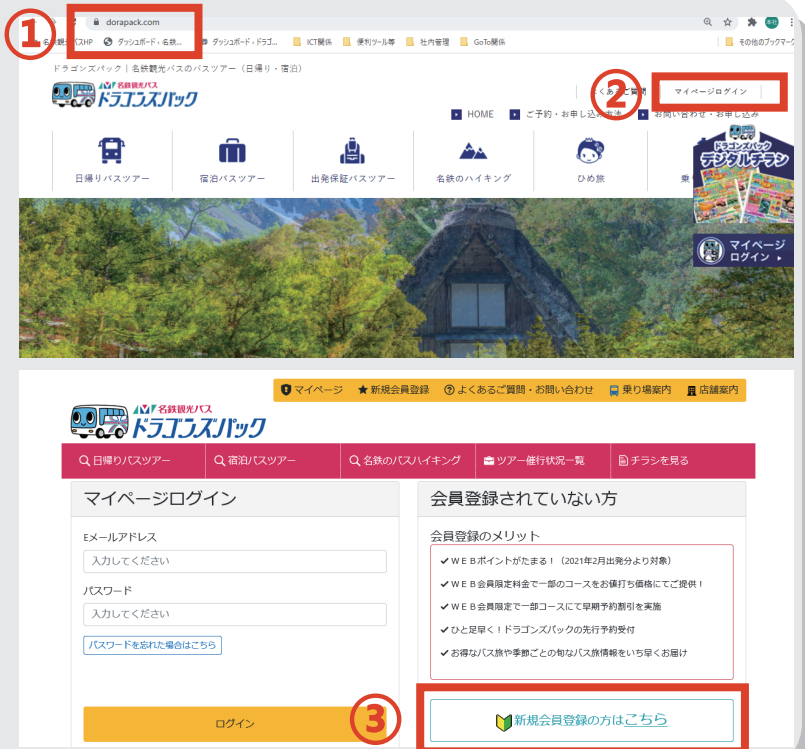 ①
dorapack.com
名鉄観光バスHP ダッシュボード ‹ 名鉄... ダッシュボード ‹ ドラゴ... ICT関係 便利ツール等 社内管理 GoTo関係 その他のブックマーク
ドラゴンズパック｜名鉄観光バスのバスツアー（日帰り・宿泊）
名鉄観光バス
ドラゴンズパック
よくあるご質問 マイページログイン
②
HOME ご予約・お申し込み方法 お問い合わせ・お申し込み
日帰りバスツアー 宿泊バスツアー 出発保証バスツアー 名鉄のハイキング ひめ旅 乗り
ドラゴンズパック
デジタルチラシ
マイページ
ログイン
マイページ ★新規会員登録 よくあるご質問・お問い合わせ 乗り場案内 店舗案内
名鉄観光バス
ドラゴンズパック
日帰りバスツアー 宿泊バスツアー 名鉄のバスハイキング ツアー催行状況一覧 チラシを見る
マイページログイン
Eメールアドレス
入力してください
パスワード
入力してください
パスワードを忘れた場合はこちら
ログイン
会員登録されていない方
会員登録のメリット
✓ＷＥＢポイントがたまる！（2021年2月出発分より対象）
✓ＷＥＢ会員限定料金で一部のコースをお値打ち価格にてご提供！
✓ＷＥＢ会員限定で一部コースにて早期予約割引を実施
✓ひと足早く！ドラゴンズパックの先行予約受付
✓お得なバス旅や季節ごとの旬なバス旅情報をいち早くお届け
③
新規会員登録の方はこちら